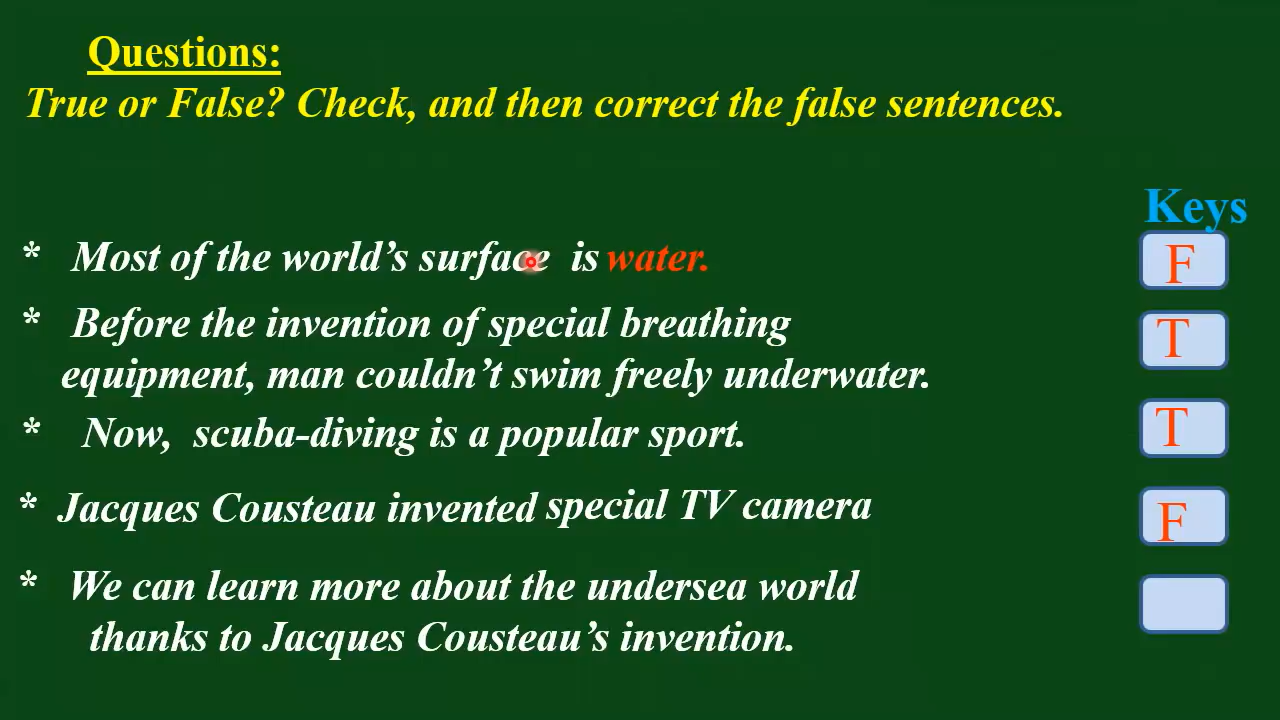 Questions:
True or False? Check, and then correct the false sentences.
Keys
* Most of the world's surface is water.
F
* Before the invention of special breathing
equipment, man couldn't swim freely underwater.
T
* Now, scuba-diving is a popular sport.
T
* Jacques Cousteau invented special TV camera
F
* We can learn more about the undersea world
thanks to Jacques Cousteau's invention.